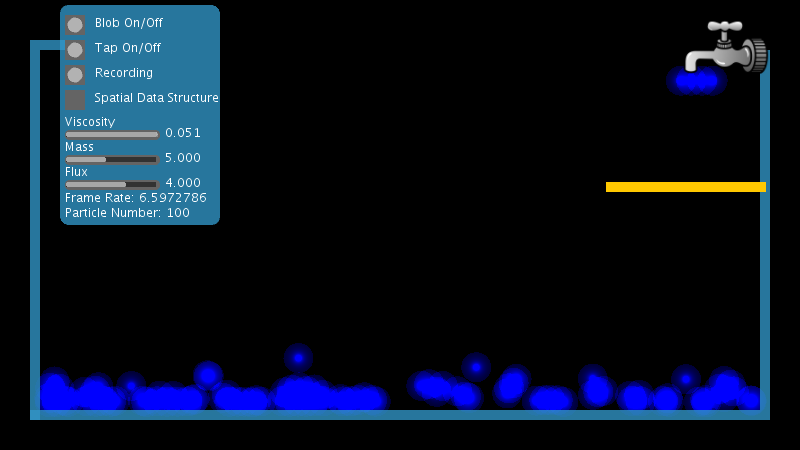 Blob On/Off
Tap On/Off
Recording
Spatial Data Structure
Viscosity
0.051
Mass
5.000
Flux
4.000
Frame Rate: 6.5972786
Particle Number: 100